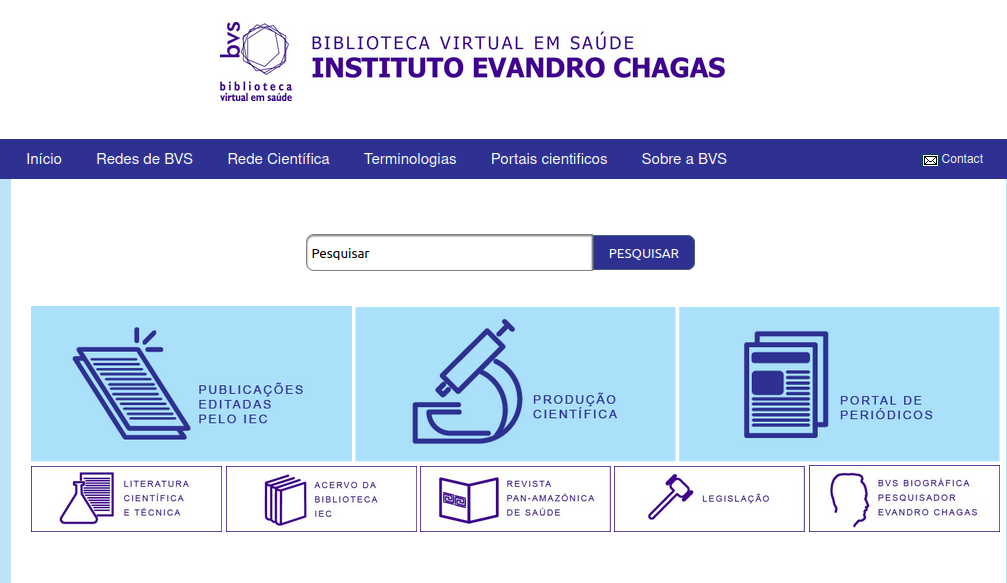 bvs
biblioteca
virtual em saúde
BIBLIOTECA VIRTUAL EM SAÚDE
INSTITUTO EVANDRO CHAGAS
Início Redes de BVS Rede Científica Terminologias Portais cientificos Sobre a BVS Contact
Pesquisar PESQUISAR
PUBLICAÇÕES
EDITADAS
PELO IEC
PRODUÇÃO
CIENTÍFICA
PORTAL DE
PERIÓDICOS
LITERATURA
CIENTÍFICA
E TÉCNICA
ACERVO DA
BIBLIOTECA
IEC
REVISTA
PAN-AMAZÔNICA
DE SAÚDE
LEGISLAÇÃO
BVS BIOGRÁFICA
PESQUISADOR
EVANDRO CHAGAS